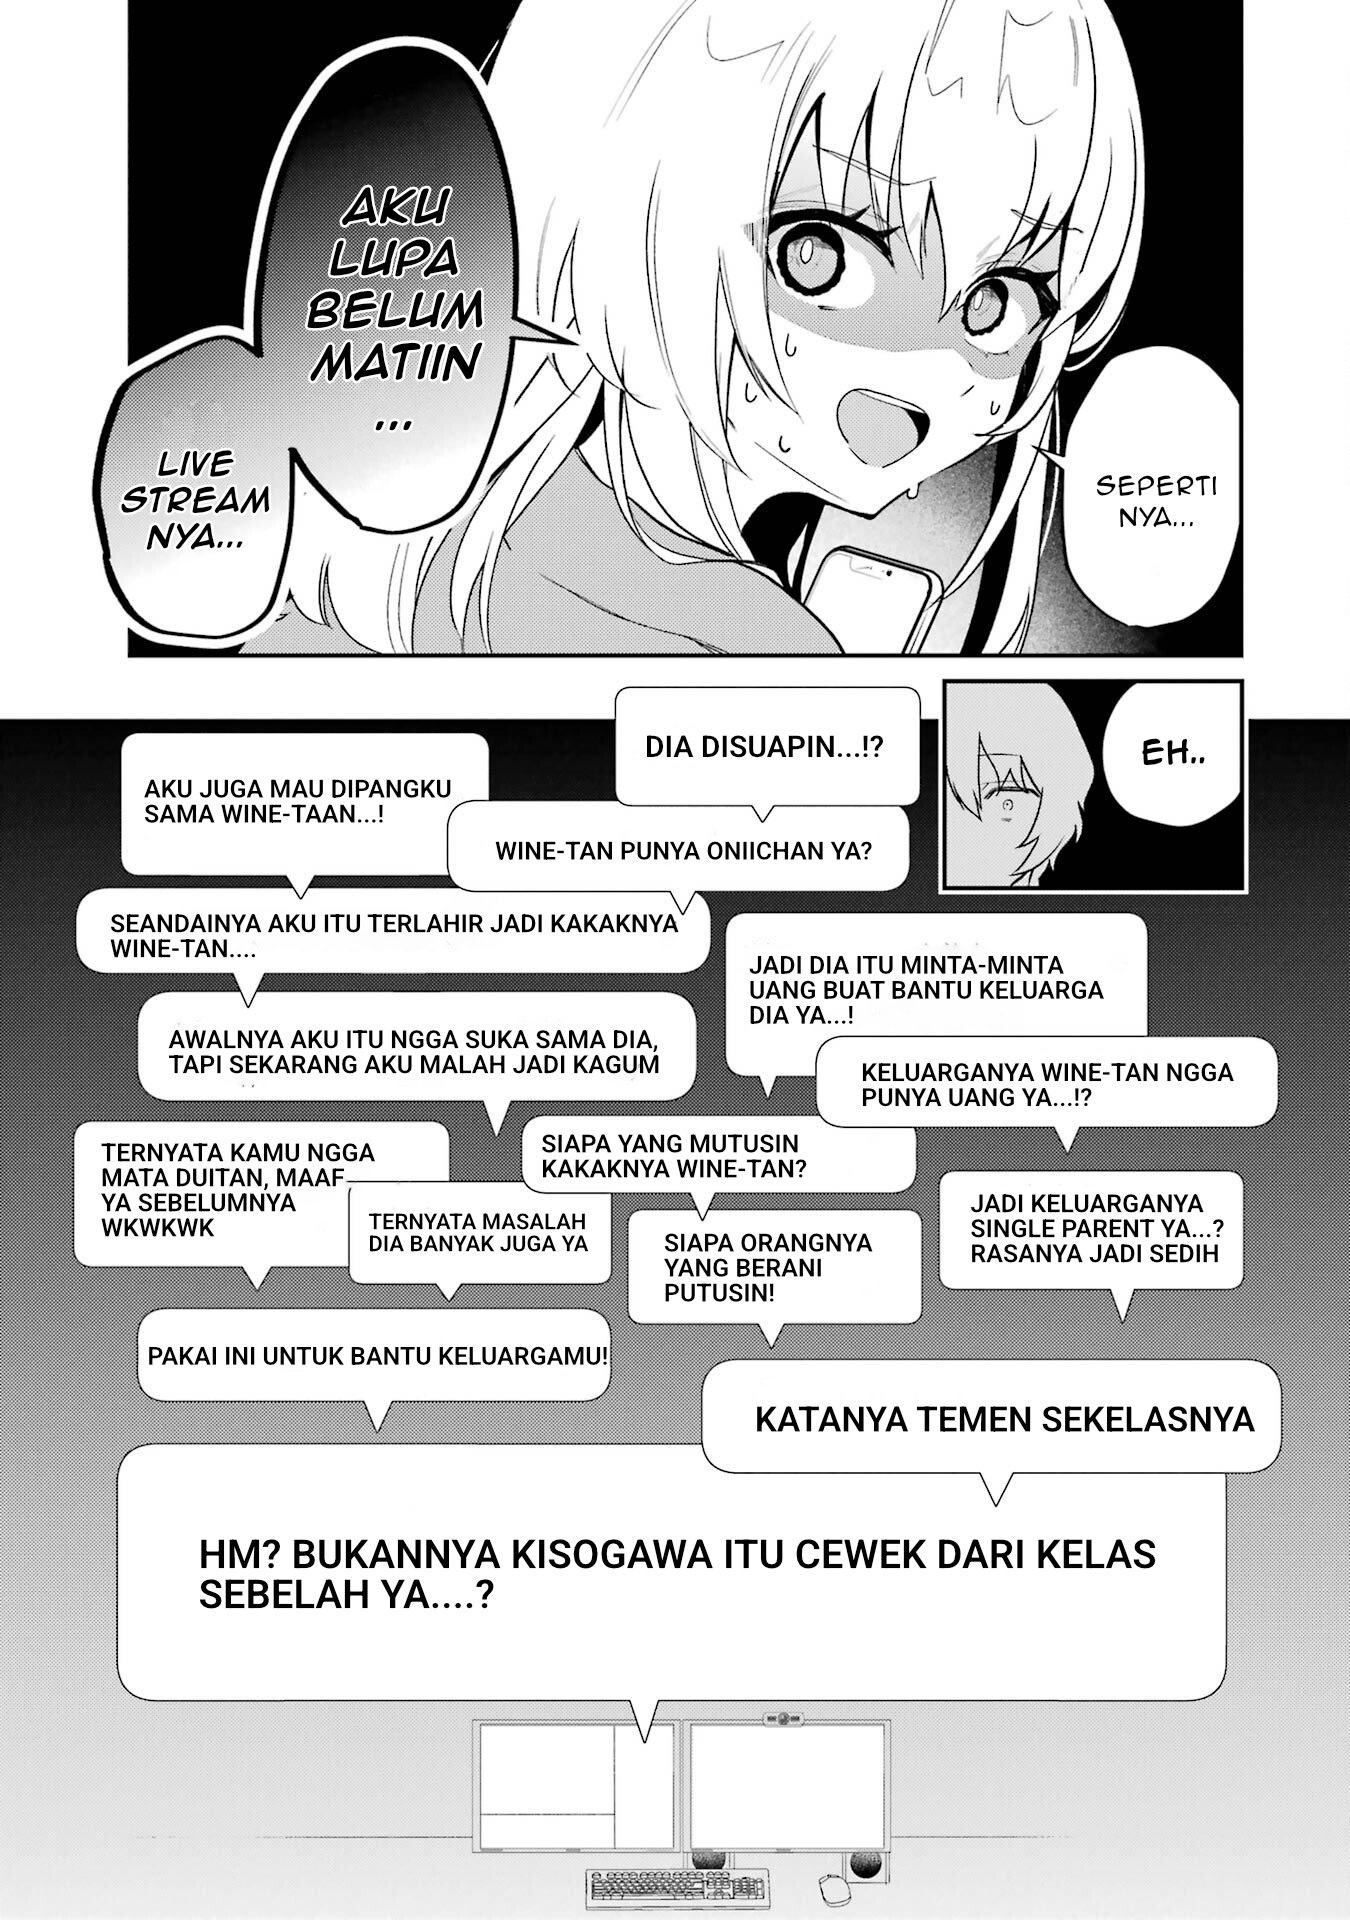 SEPERTI
NYA...
AKU
LUPA
BELUM
MATIIN
...
LIVE
STREAM
NYA...
EH..
DIA DISUAPIN...!?
AKU JUGA MAU DIPANGKU
SAMA WINE-TAAN...!
WINE-TAN PUNYA ONIICHAN YA?
SEANDAINYA AKU ITU TERLAHIR JADI KAKAKNYA
WINE-TAN....
JADI DIA ITU MINTA-MINTA
UANG BUAT BANTU KELUARGA
DIA YA...!
AWALNYA AKU ITU NGGA SUKA SAMA DIA,
TAPI SEKARANG AKU MALAH JADI KAGUM
KELUARGANYA WINE-TAN NGGA
PUNYA UANG YA...!?
TERNYATA KAMU NGGA
MATA DUITAN, MAAF
YA SEBELUMNYA
WKWKWK
SIAPA YANG MUTUSIN
KAKAKNYA WINE-TAN?
TERNYATA MASALAH
DIA BANYAK JUGA YA
SIAPA ORANGNYA
YANG BERANI
PUTUSIN!
JADI KELUARGANYA
SINGLE PARENT YA...?
RASANYA JADI SEDIH
PAKAI INI UNTUK BANTU KELUARGAMU!
KATANYA TEMEN SEKELASNYA
HM? BUKANNYA KISOGAWA ITU CEWEK DARI KELAS
SEBELAH YA....?